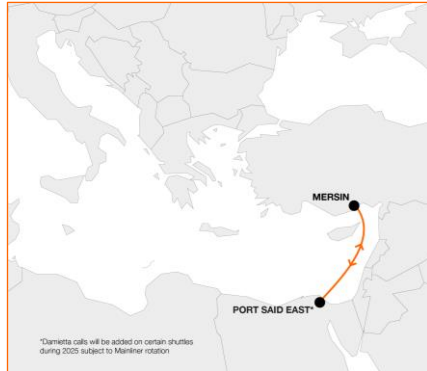 MERSIN
PORT SAID EAST*
*Damietta calls will be added on certain shuttles
during 2025 subject to Mainliner rotation